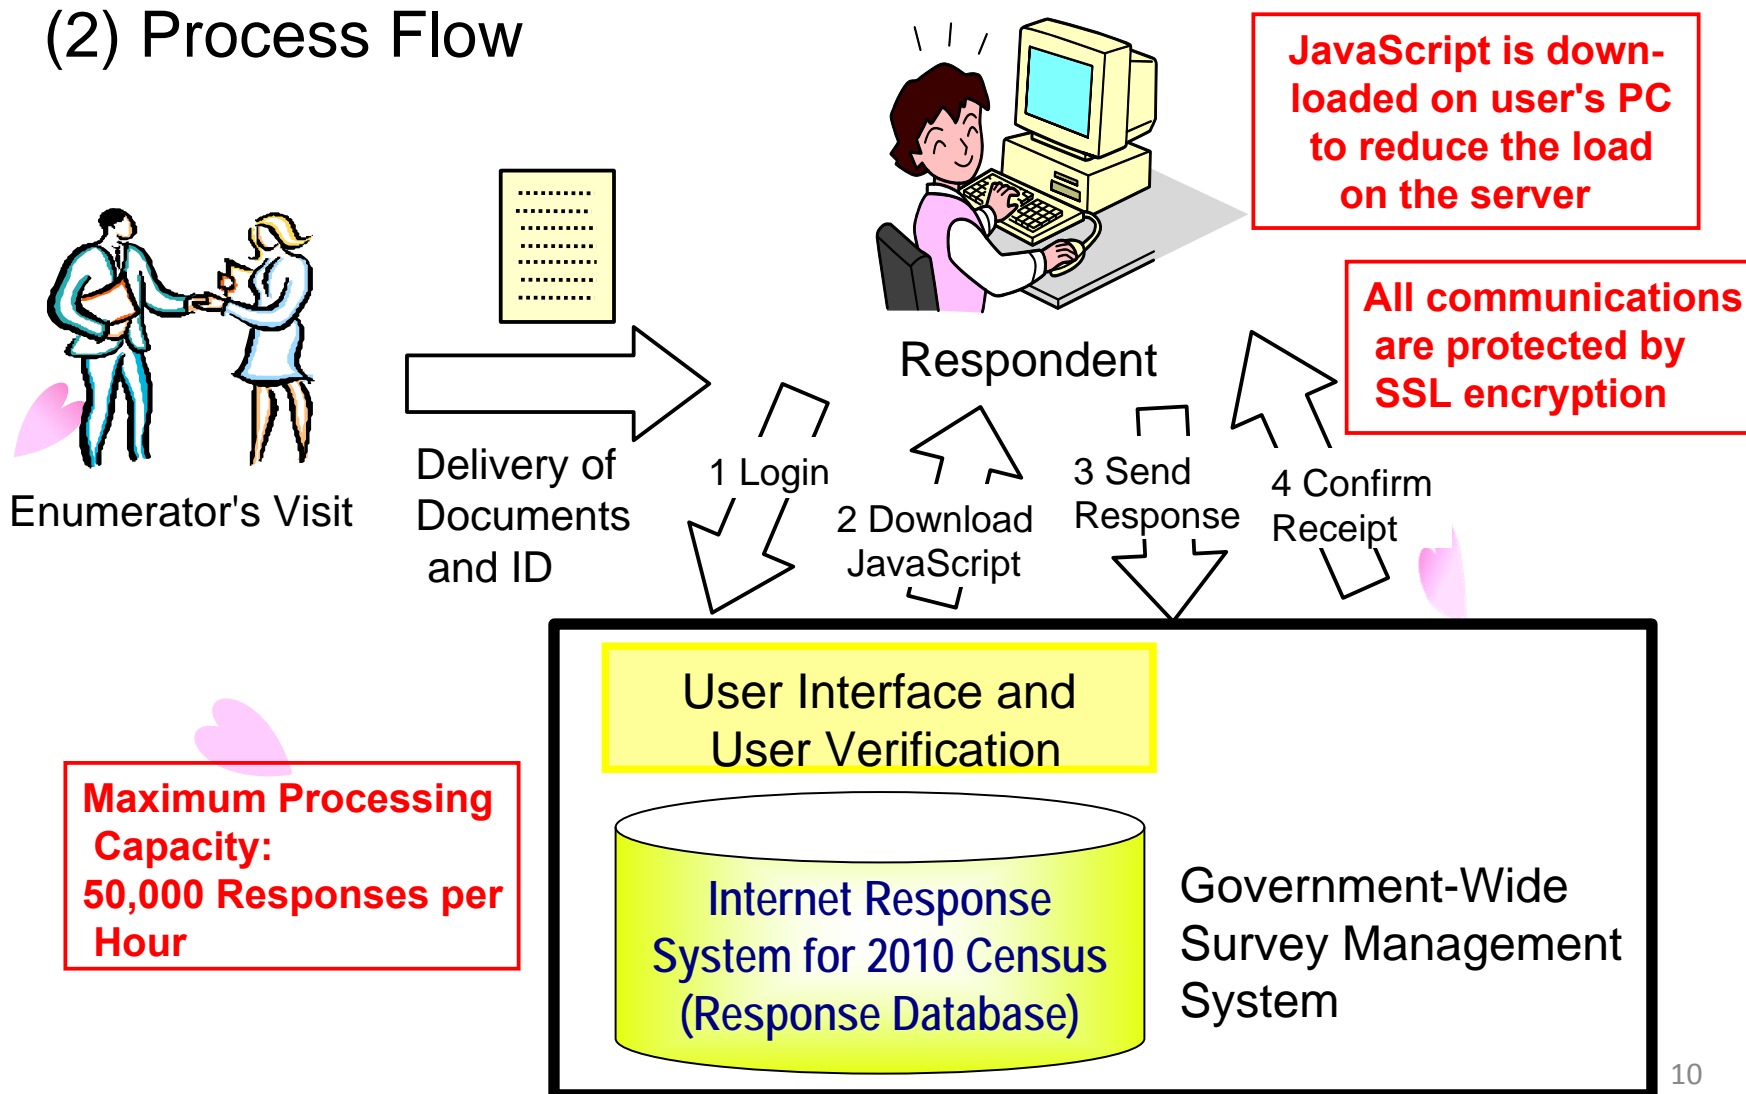 (2) Process Flow
JavaScript is down-
loaded on user's PC
to reduce the load
on the server
All communications
are protected by
SSL encryption
Respondent
Enumerator's Visit
Delivery of
Documents
and ID
1 Login
2 Download
JavaScript
3 Send
Response
4 Confirm
Receipt
User Interface and
User Verification
Maximum Processing
Capacity:
50,000 Responses per
Hour
Internet Response
System for 2010 Census
(Response Database)
Government-Wide
Survey Management
System
10